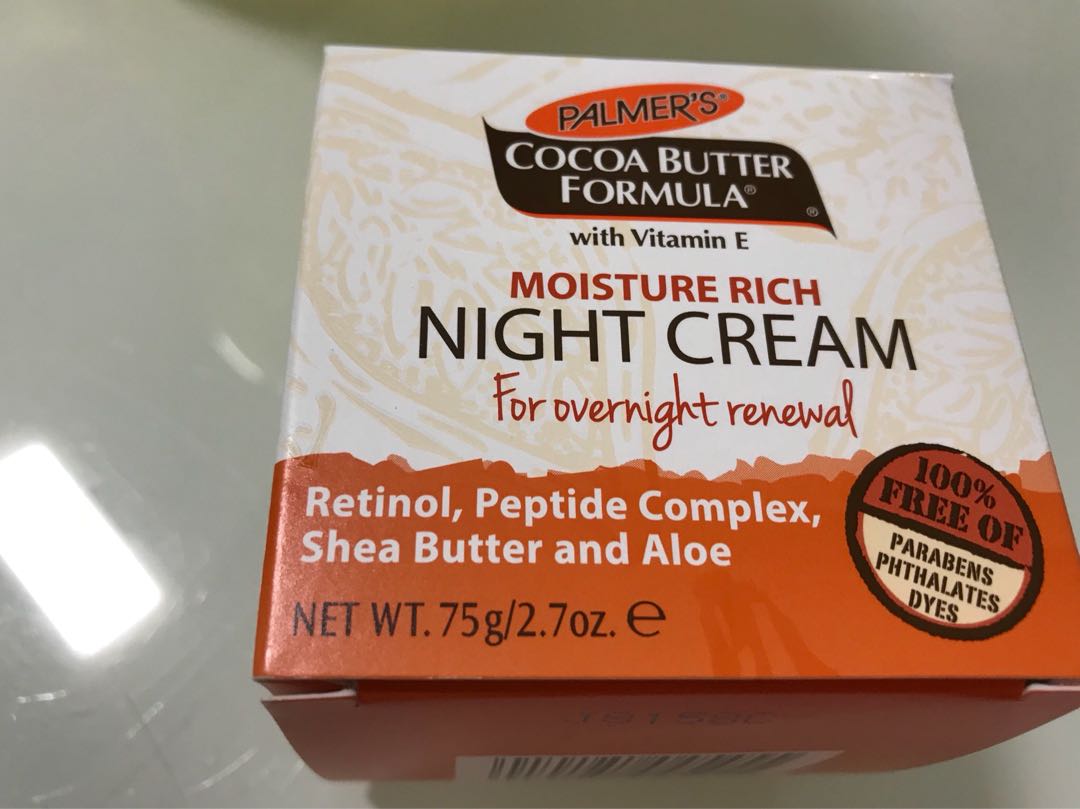 PALMER'S®
COCOA BUTTER
FORMULA®
®
with Vitamin E
MOISTURE RICH
NIGHT CREAM
For overnight renewal
Retinol, Peptide Complex,
Shea Butter and Aloe
NET WT. 75g/2.7oz. ℮
100%
FREE OF
PARABENS
PHTHALATES
DYES